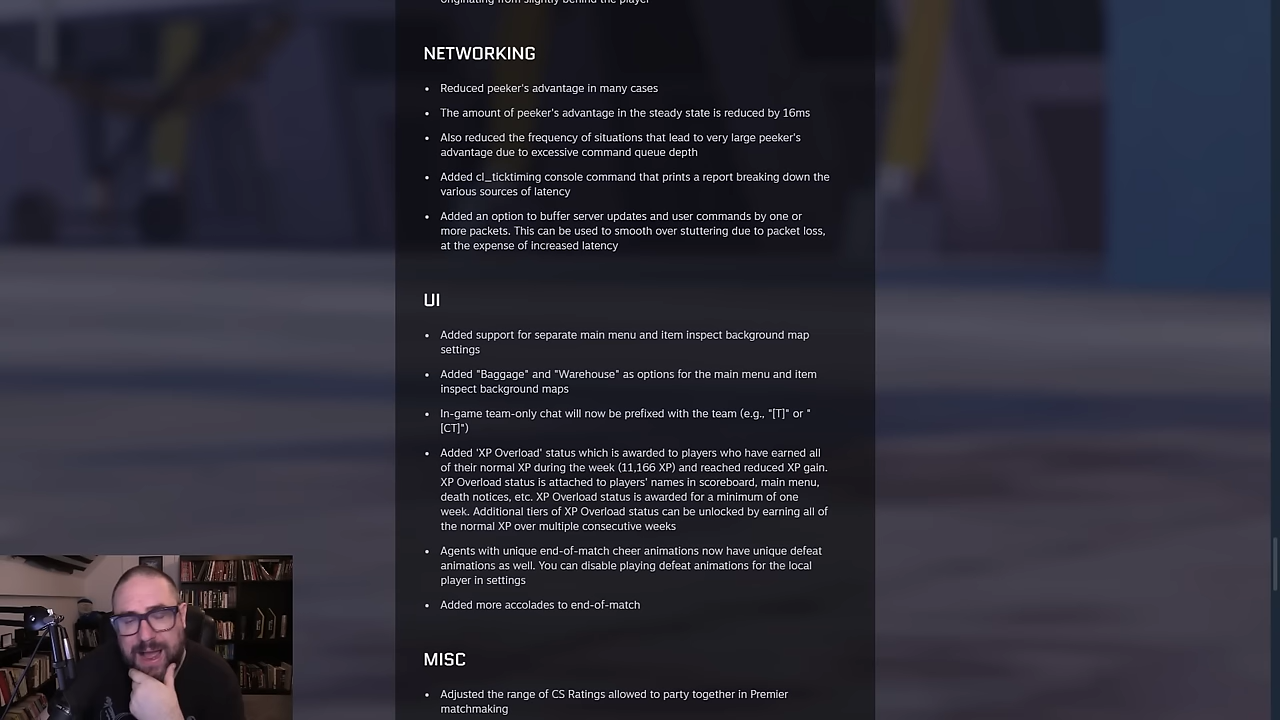 originating from slightly behind the player
NETWORKING
• Reduced peeker's advantage in many cases
• The amount of peeker's advantage in the steady state is reduced by 16ms
• Also reduced the frequency of situations that lead to very large peeker's
advantage due to excessive command queue depth
• Added cl_ticktiming console command that prints a report breaking down the
various sources of latency
• Added an option to buffer server updates and user commands by one or
more packets. This can be used to smooth over stuttering due to packet loss,
at the expense of increased latency
UI
• Added support for separate main menu and item inspect background map
settings
• Added "Baggage" and "Warehouse" as options for the main menu and item
inspect background maps
• In-game team-only chat will now be prefixed with the team (e.g., "[T]" or "
[CT]")
• Added 'XP Overload' status which is awarded to players who have earned all
of their normal XP during the week (11,166 XP) and reached reduced XP gain.
XP Overload status is attached to players' names in scoreboard, main menu,
death notices, etc. XP Overload status is awarded for a minimum of one
week. Additional tiers of XP Overload status can be unlocked by earning all of
the normal XP over multiple consecutive weeks
• Agents with unique end-of-match cheer animations now have unique defeat
animations as well. You can disable playing defeat animations for the local
player in settings
• Added more accolades to end-of-match
MISC
• Adjusted the range of CS Ratings allowed to party together in Premier
matchmaking